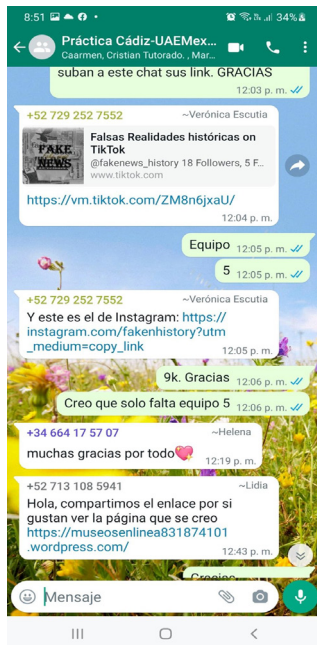 8:51
34%
Práctica Cádiz-UAEMex...
Caarmen, Cristian Tutorado. , Mar...
suban a este chat sus link. GRACIAS
12:03 p. m.
+52 729 252 7552 ~Verónica Escutia
FAKE NEWS
Falsas Realidades históricas on
TikTok
@fakenews_history 18 Followers, 5 F...
www.tiktok.com
https://vm.tiktok.com/ZM8n6jxaU/
12:04 p. m.
Equipo 12:05 p. m.
5 12:05 p. m.
+52 729 252 7552 ~Verónica Escutia
Y este es el de Instagram: https://
instagram.com/fakenhistory?utm
_medium=copy_link
12:05 p. m.
9k. Gracias 12:06 p. m.
Creo que solo falta equipo 5 12:06 p. m.
+34 664 17 57 07 ~Helena
muchas gracias por todo💘
12:19 p. m.
+52 713 108 5941 ~Lidia
Hola, compartimos el enlace por si
gustan ver la página que se creo
https://museosenlinea831874101
.wordpress.com/
12:43 p. m.
Gracias
Mensaje